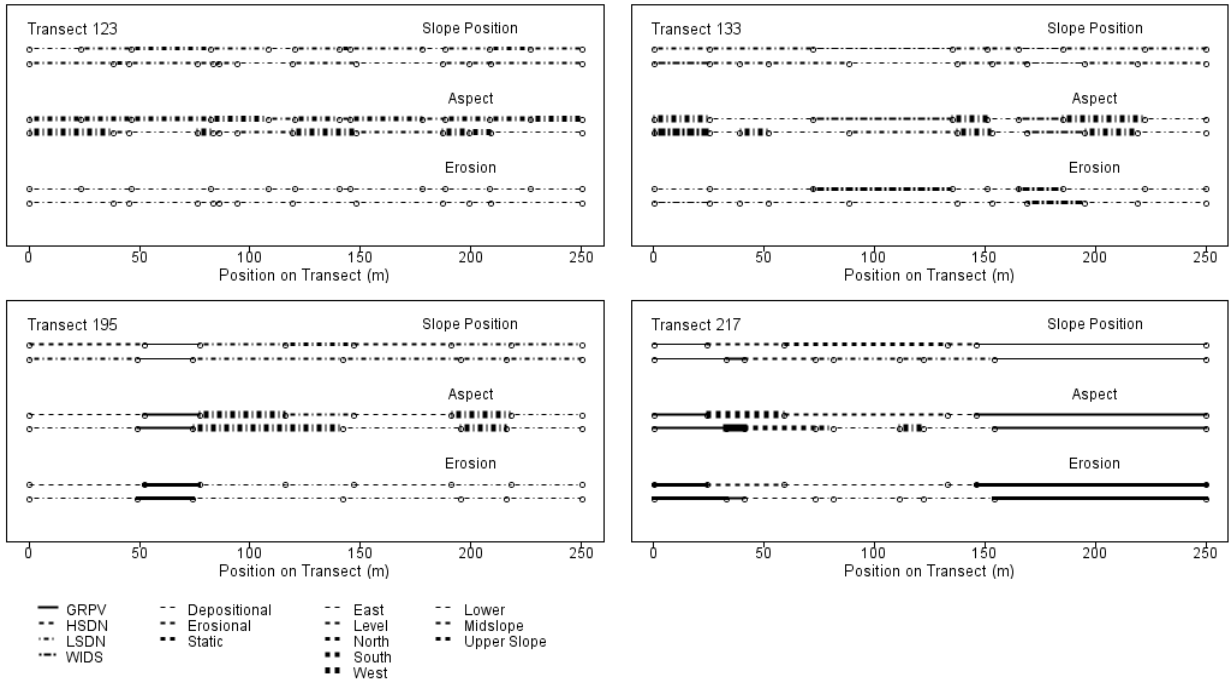 Transect 123
Slope Position
Aspect
Erosion
0 50 100 150 200 250
Position on Transect (m)
Transect 133
Slope Position
Aspect
Erosion
0 50 100 150 200 250
Position on Transect (m)
Transect 195
Slope Position
Aspect
Erosion
0 50 100 150 200 250
Position on Transect (m)
Transect 217
Slope Position
Aspect
Erosion
0 50 100 150 200 250
Position on Transect (m)
GRPV
HSDN
LSDN
WIDS
Depositional
Erosional
Static
East
Level
North
South
West
Lower
Midslope
Upper Slope